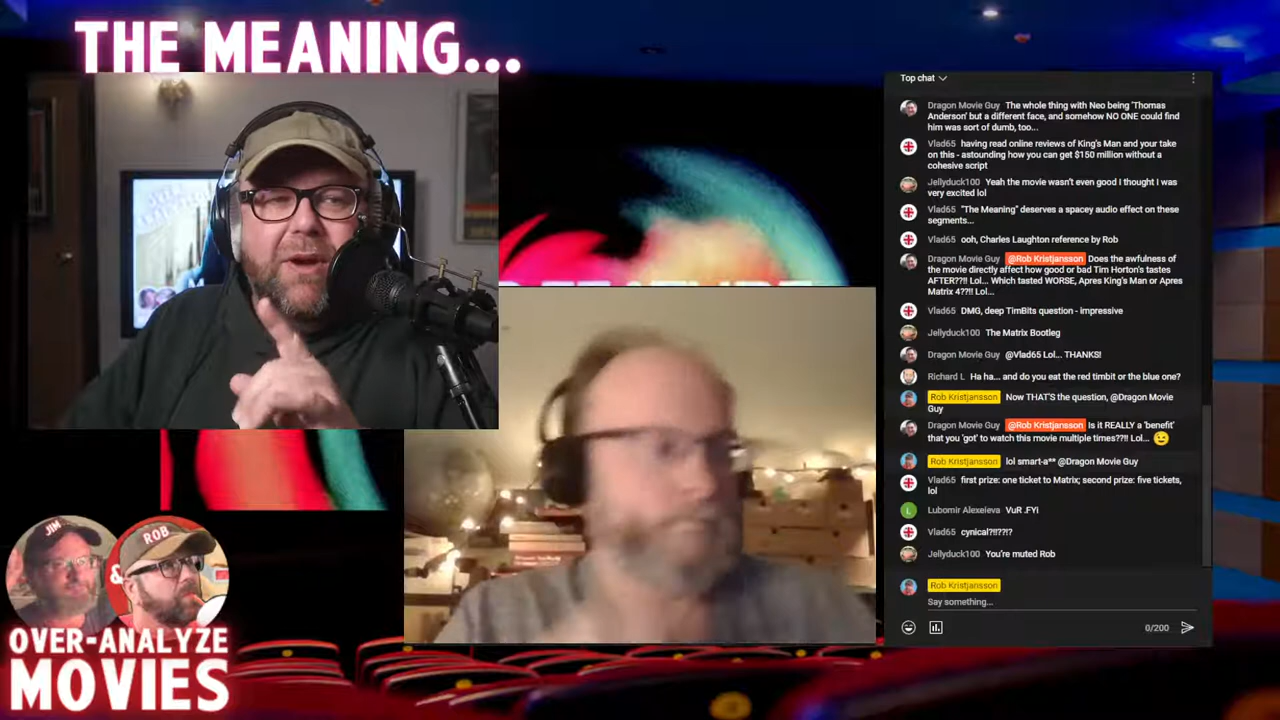 THE MEANING...
Top chat
Dragon Movie Guy The whole thing with Neo being 'Thomas
Anderson' but a different face, and somehow NO ONE could find
him was sort of dumb, too...
Vlad65 having read online reviews of King's Man and your take
on this - astounding how you can get $150 million without a
cohesive script
Jellyduck100 Yeah the movie wasn't even good I thought I was
very excited lol
Vlad65 "The Meaning" deserves a spacey audio effect on these
segments...
Vlad65 ooh, Charles Laughton reference by Rob
Dragon Movie Guy @Rob Kristjansson Does the awfulness of
the movie directly affect how good or bad Tim Horton's tastes
AFTER??!! Lol... Which tasted WORSE, Apres King's Man or Apres
Matrix 4??!! Lol...
Vlad65 DMG, deep TimBits question - impressive
Jellyduck100 The Matrix Bootleg
Dragon Movie Guy @Vlad65 Lol... THANKS!
Richard L Ha ha... and do you eat the red timbit or the blue one?
Rob Kristjansson Now THAT'S the question, @Dragon Movie
Guy
Dragon Movie Guy @Rob Kristjansson Is it REALLY a 'benefit'
that you 'got' to watch this movie multiple times??!! Lol... 😉
Rob Kristjansson lol smart-a** @Dragon Movie Guy
Vlad65 first prize: one ticket to Matrix; second prize: five tickets,
lol
L Lubomir Alexeieva VuR .FYi
Vlad65 cynical?!!??!?
Jellyduck100 You're muted Rob
Rob Kristjansson
Say something...
0/200
JIM
&
ROB
OVER-ANALYZE
MOVIES